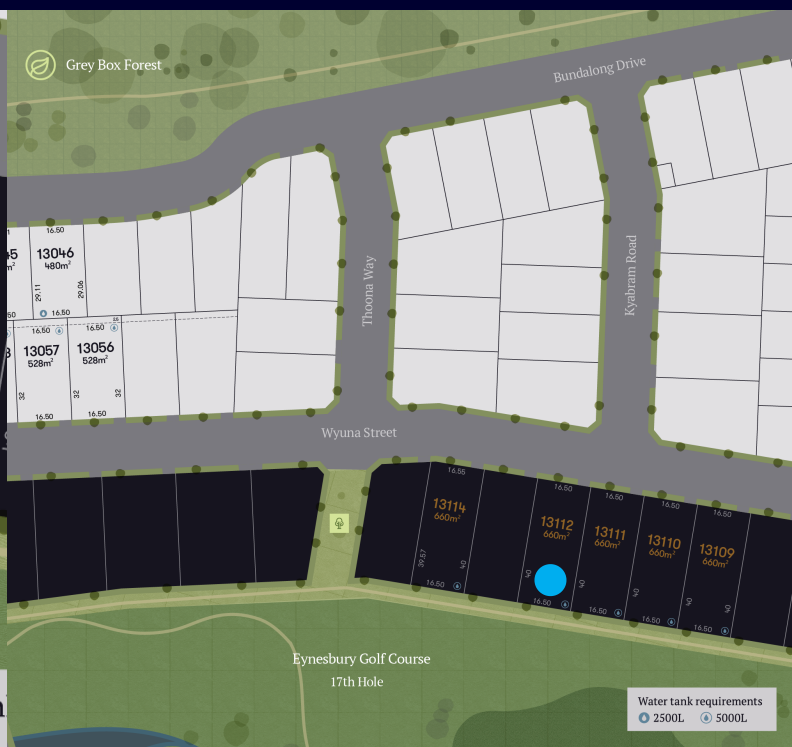 Grey Box Forest
Bundalong Drive
16.50
13046
480m²
29.11
29.06
16.50
Thoona Way
Kyabram Road
16.50
16.50
13057
528m²
13056
528m²
32
32
32
16.50
16.50
Wyuna Street
16.55
13114
660m²
39.57
40
16.50
16.50
13112
660m²
40
40
16.50
16.50
13111
660m²
40
16.50
16.50
13110
660m²
40
16.50
16.50
13109
660m²
40
16.50
Eynesbury Golf Course
17th Hole
Water tank requirements
2500L 5000L